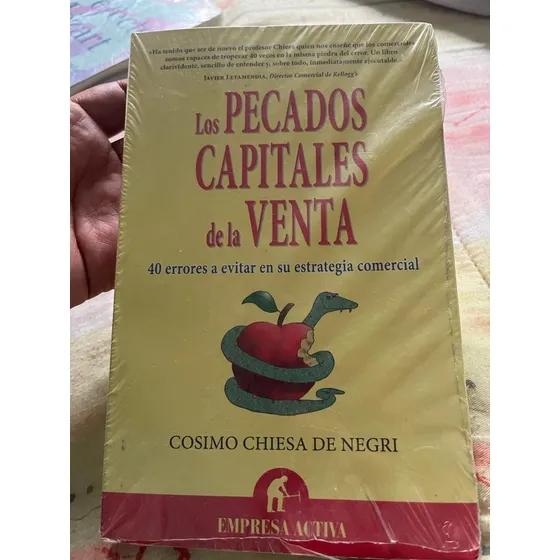 «Ha tenido que ser de nuevo el profesor Chiesa quien nos enseñe que los comerciales
somos capaces de tropezar 40 veces en la misma piedra del error. Un libro
clarividente, sencillo de entender y, sobre todo, inmediatamente ejecutable...»
JAVIER LETAMENDIA, Director Comercial de Kellogg's
Los PECADOS
CAPITALES
de la VENTA
40 errores a evitar en su estrategia comercial
COSIMO CHIESA DE NEGRI
EMPRESA ACTIVA